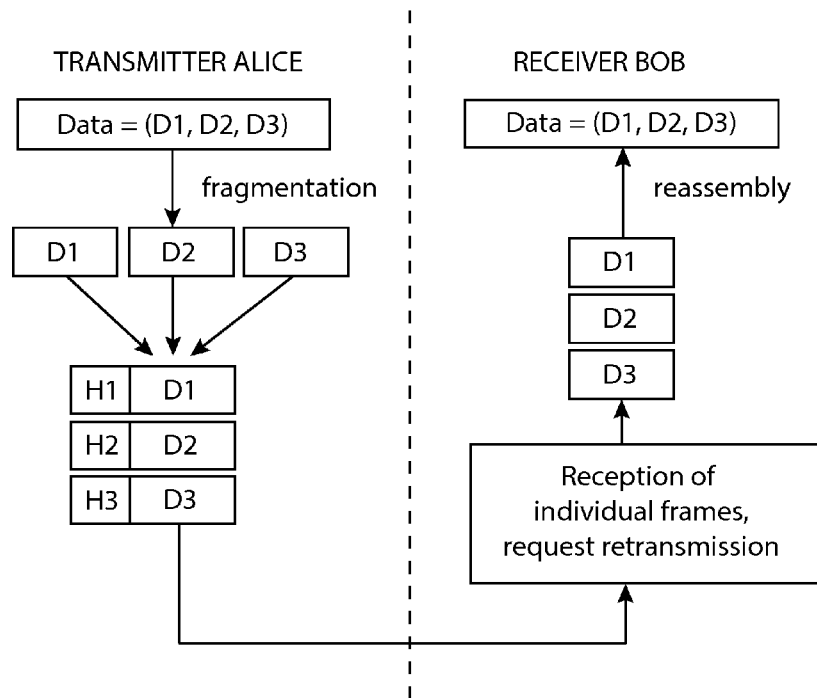 TRANSMITTER ALICE
Data = (D1, D2, D3)
fragmentation
D1
D2
D3
H1 D1
H2 D2
H3 D3
RECEIVER BOB
Data = (D1, D2, D3)
reassembly
D1
D2
D3
Reception of
individual frames,
request retransmission